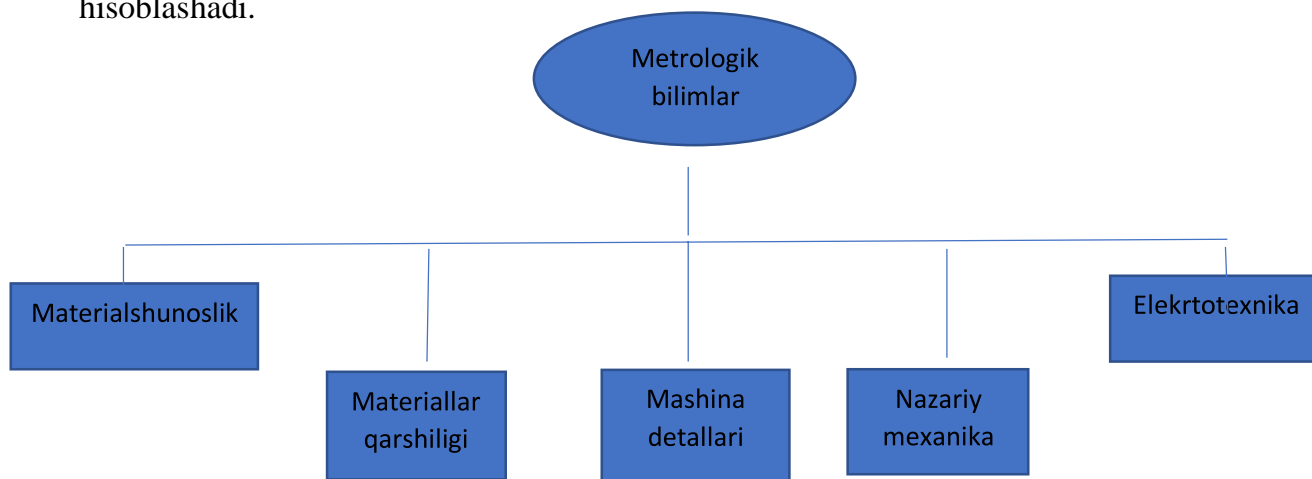 hisoblashadi.
Metrologik
bilimlar
Materialshunoslik
Elekrtotexnika
Materiallar
qarshiligi
Mashina
detallari
Nazariy
mexanika